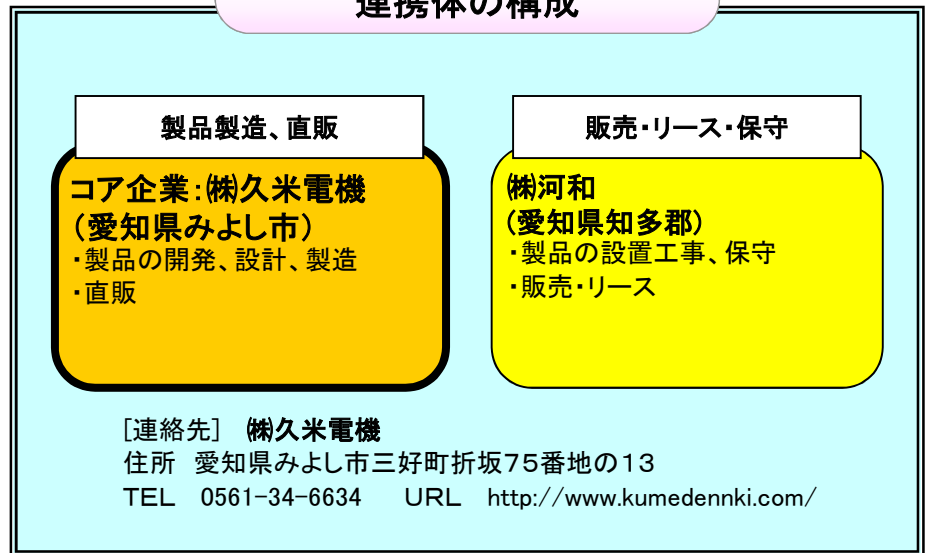 連携体の構成
製品製造、直販
コア企業:㈱久米電機
(愛知県みよし市)
・製品の開発、設計、製造
・直販
販売・リース・保守
㈱河和
(愛知県知多郡)
・製品の設置工事、保守
・販売・リース
[連絡先] ㈱久米電機
住所 愛知県みよし市三好町折坂75番地の13
TEL 0561-34-6634 URL http://www.kumedennki.com/